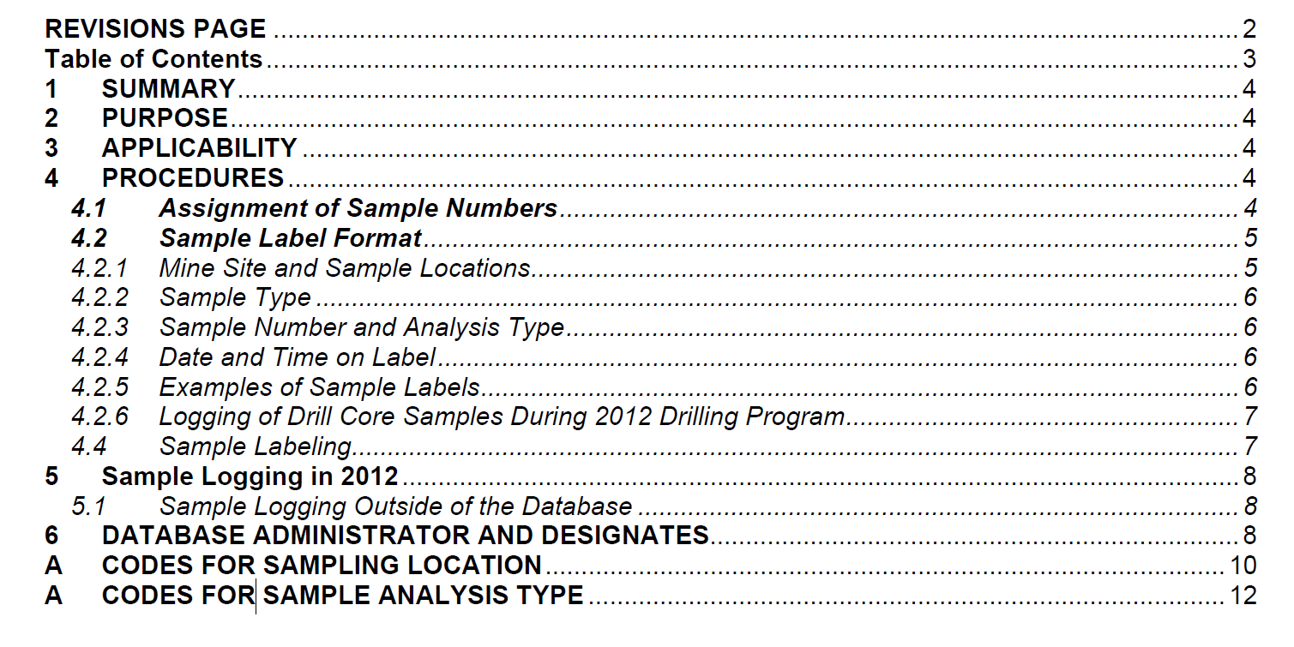 REVISIONS PAGE ........ 2
Table of Contents ........ 3
1 SUMMARY ........ 4
2 PURPOSE ........ 4
3 APPLICABILITY ........ 4
4 PROCEDURES ........ 4
4.1 Assignment of Sample Numbers ........ 4
4.2 Sample Label Format ........ 5
4.2.1 Mine Site and Sample Locations ........ 5
4.2.2 Sample Type ........ 6
4.2.3 Sample Number and Analysis Type ........ 6
4.2.4 Date and Time on Label ........ 6
4.2.5 Examples of Sample Labels ........ 6
4.2.6 Logging of Drill Core Samples During 2012 Drilling Program ........ 7
4.4 Sample Labeling ........ 7
5 Sample Logging in 2012 ........ 8
5.1 Sample Logging Outside of the Database ........ 8
6 DATABASE ADMINISTRATOR AND DESIGNATES ........ 8
A CODES FOR SAMPLING LOCATION ........ 10
A CODES FOR SAMPLE ANALYSIS TYPE ........ 12